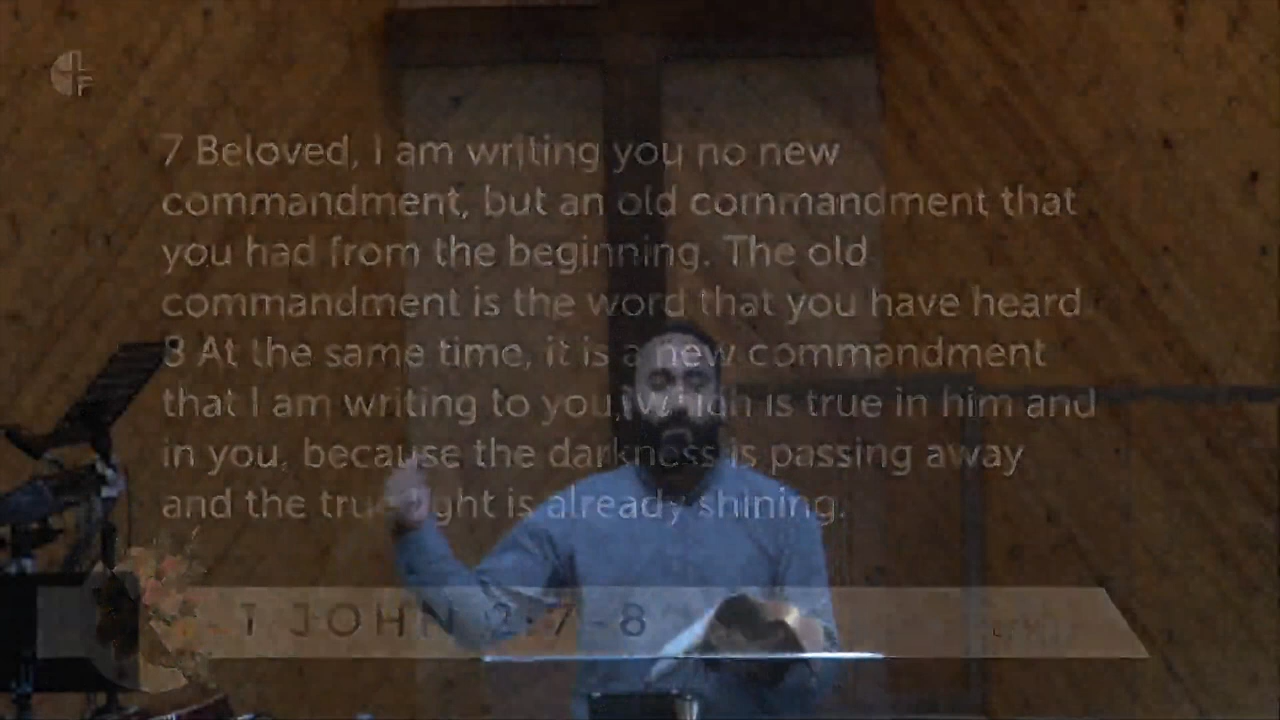 7 Beloved, I am writing you no new
commandment, but an old commandment that
you had from the beginning. The old
commandment is the word that you have heard
8 At the same time, it is a new commandment
that I am writing to you, which is true in him and
in you, because the darkness is passing away
and the true light is already shining.
1 JOHN 2:7-8